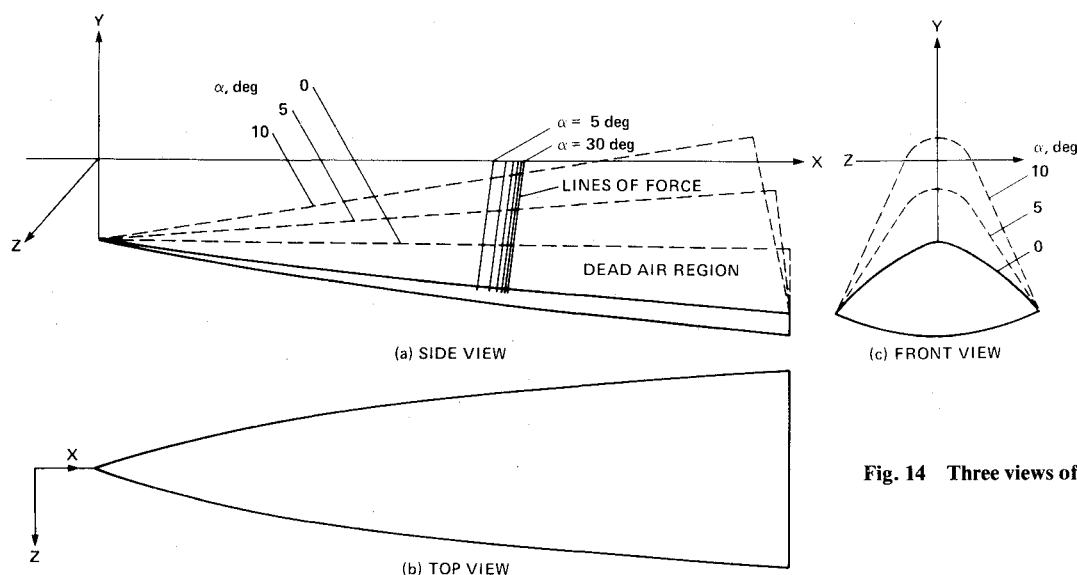 Y
α, deg
0
5
10
α = 5 deg
α = 30 deg
X
LINES OF FORCE
DEAD AIR REGION
Z
(a) SIDE VIEW
Y
Z
α, deg
10
5
0
(c) FRONT VIEW
X
Z
(b) TOP VIEW
Fig. 14 Three views of